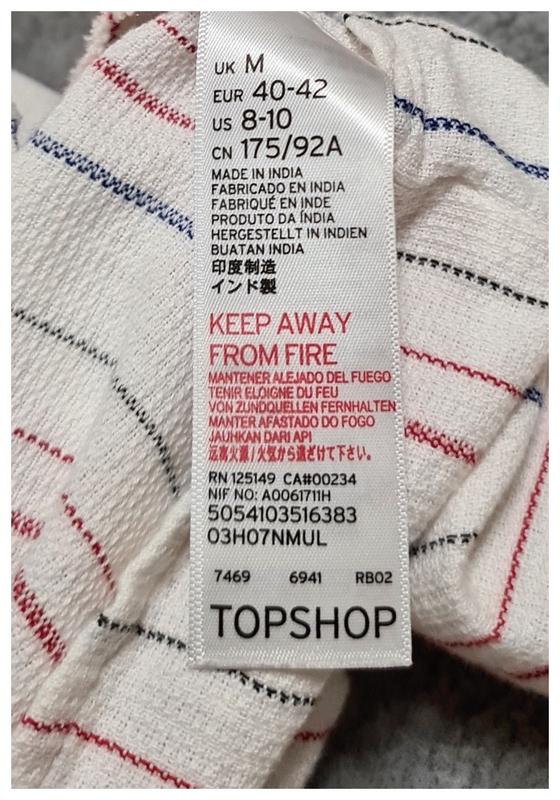 UK M
EUR 40-42
US 8-10
CN 175/92A
MADE IN INDIA
FABRICADO EN INDIA
FABRIQUÉ EN INDE
PRODUTO DA ÍNDIA
HERGESTELLT IN INDIEN
BUATAN INDIA
印度制造
インド製
KEEP AWAY
FROM FIRE
MANTENER ALEJADO DEL FUEGO
TENIR ELOIGNE DU FEU
VON ZUNDQUELLEN FERNHALTEN
MANTER AFASTADO DO FOGO
JAUHKAN DARI API
远离火源/火気から遠ざけて下さい。
RN 125149 CA#00234
NIF NO: A0061711H
5054103516383
03H07NMUL
7469 6941 RB02
TOPSHOP